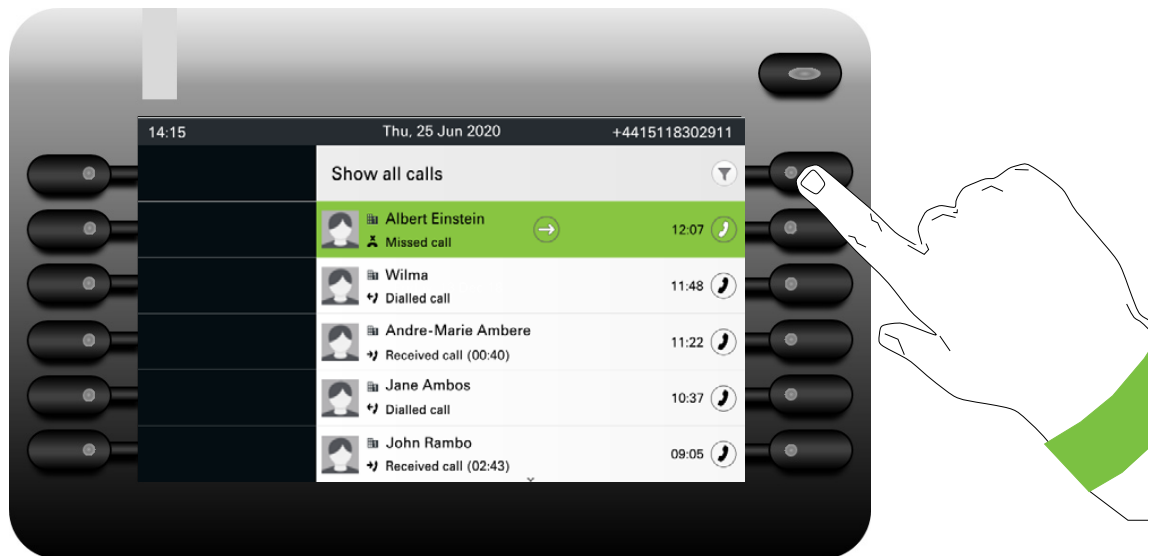 14:15 Thu, 25 Jun 2020 +4415118302911
Show all calls
Albert Einstein
Missed call
12:07
Wilma
Dialled call
11:48
Andre-Marie Ambere
Received call (00:40)
11:22
Jane Ambos
Dialled call
10:37
John Rambo
Received call (02:43)
09:05